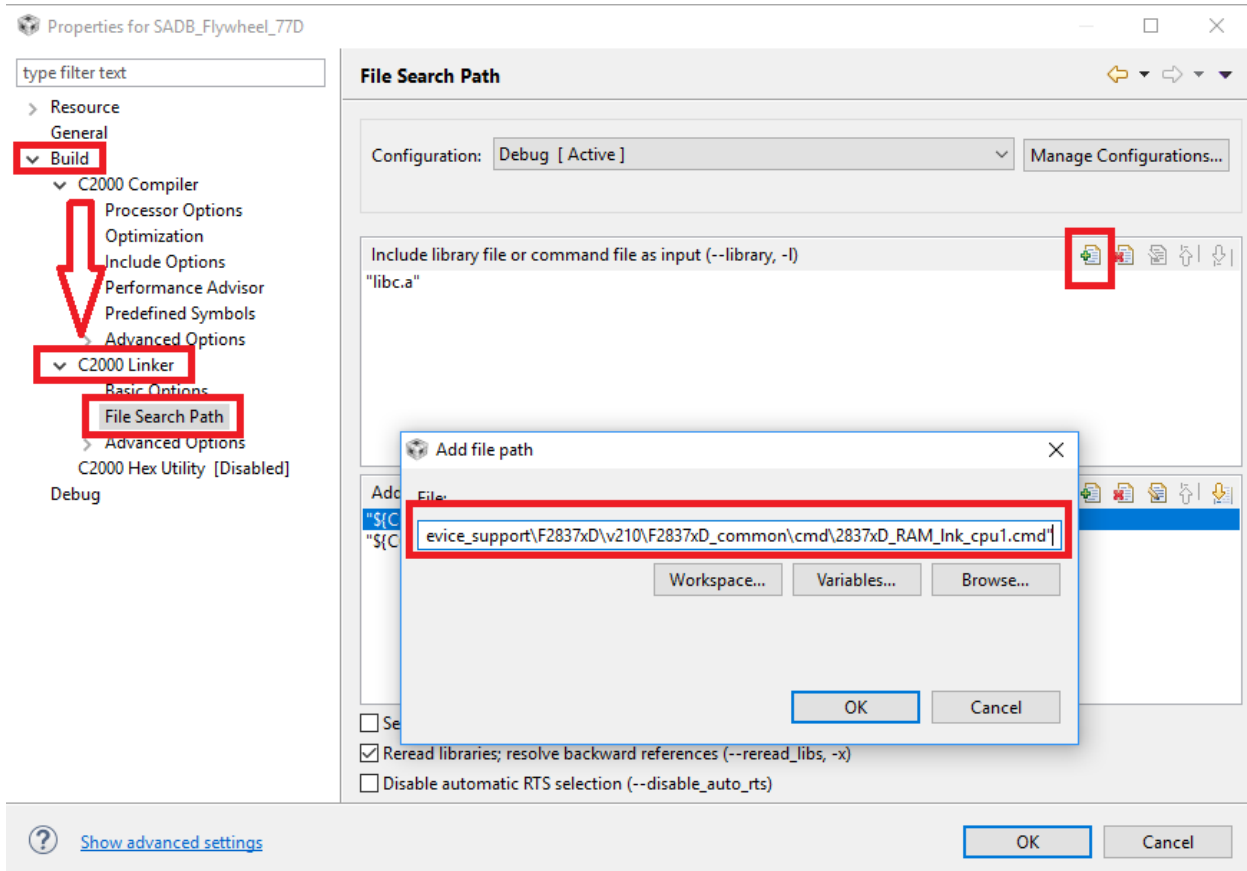 Properties for SADB_Flywheel_77D
type filter text
File Search Path
Resource
General
Build
C2000 Compiler
Processor Options
Optimization
Include Options
Performance Advisor
Predefined Symbols
Advanced Options
C2000 Linker
Basic Options
File Search Path
Advanced Options
C2000 Hex Utility [Disabled]
Debug
Configuration: Debug [ Active ]
Manage Configurations...
Include library file or command file as input (--library, -l)
"libc.a"
Add
"${C
"${C
Add file path
File:
evice_support\F2837xD\v210\F2837xD_common\cmd\2837xD_RAM_lnk_cpu1.cmd"
Workspace... Variables... Browse...
OK Cancel
Se
Reread libraries; resolve backward references (--reread_libs, -x)
Disable automatic RTS selection (--disable_auto_rts)
? Show advanced settings
OK Cancel